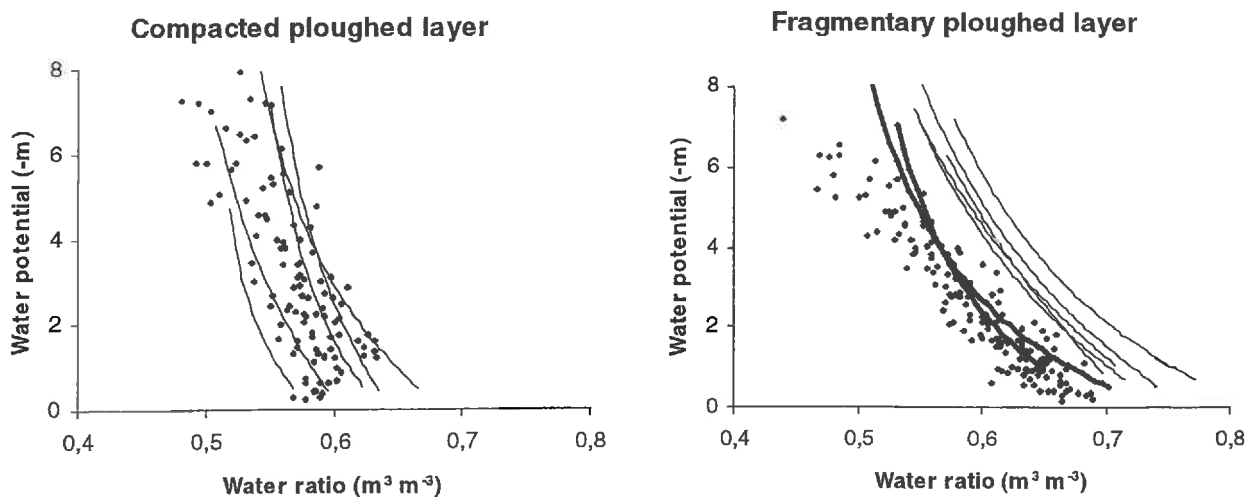 Compacted ploughed layer
Water potential (-m)
8
6
4
2
0
0,4 0,5 0,6 0,7 0,8
Water ratio (m³ m⁻³)
Fragmentary ploughed layer
Water potential (-m)
8
6
4
2
0
0,4 0,5 0,6 0,7 0,8
Water ratio (m³ m⁻³)